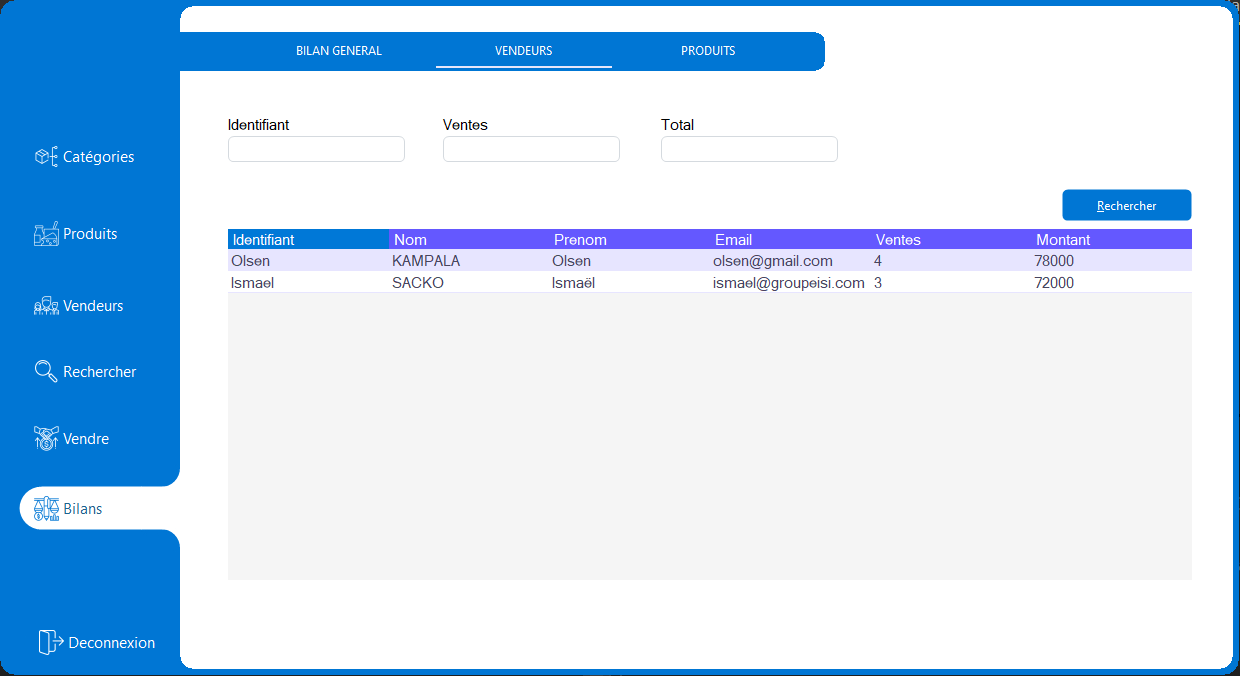 BILAN GENERAL VENDEURS PRODUITS
Identifiant Ventes Total
Catégories
Produits
Vendeurs
Rechercher
Vendre
Bilans
Deconnexion
Rechercher
Identifiant Nom Prenom Email Ventes Montant
Olsen KAMPALA Olsen olsen@gmail.com 4 78000
Ismael SACKO Ismaël ismael@groupeisi.com 3 72000